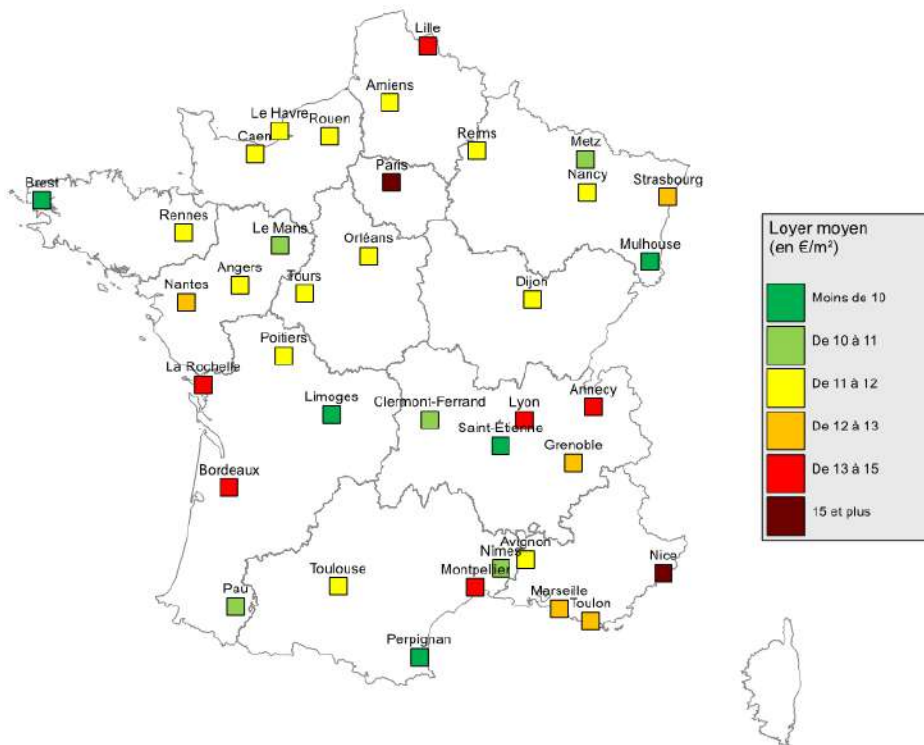 Lille
Amiens
Le Havre
Rouen
Caen
Reims
Metz
Paris
Nancy
Strasbourg
Brest
Rennes
Le Mans
Orléans
Mulhouse
Angers
Tours
Nantes
Dijon
Poitiers
La Rochelle
Limoges
Clermont-Ferrand
Lyon
Annecy
Saint-Étienne
Grenoble
Bordeaux
Avignon
Nîmes
Nice
Toulouse
Montpellier
Pau
Marseille
Toulon
Perpignan
Loyer moyen
(en €/m²)
Moins de 10
De 10 à 11
De 11 à 12
De 12 à 13
De 13 à 15
15 et plus